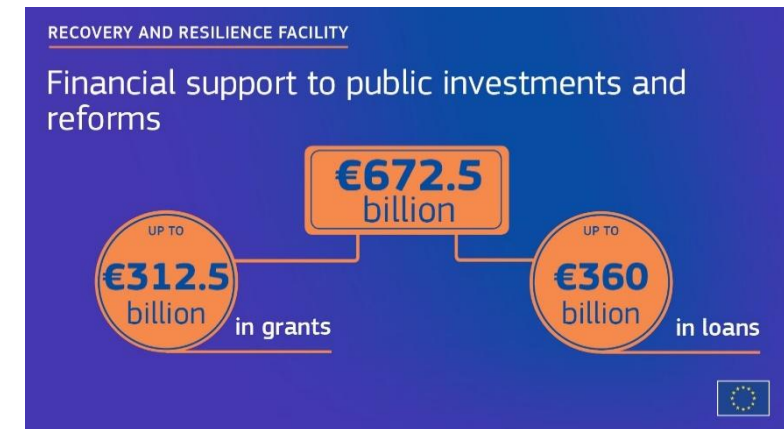 RECOVERY AND RESILIENCE FACILITY
Financial support to public investments and
reforms
€672.5
billion
UP TO
€312.5
billion
in grants
UP TO
€360
billion
in loans